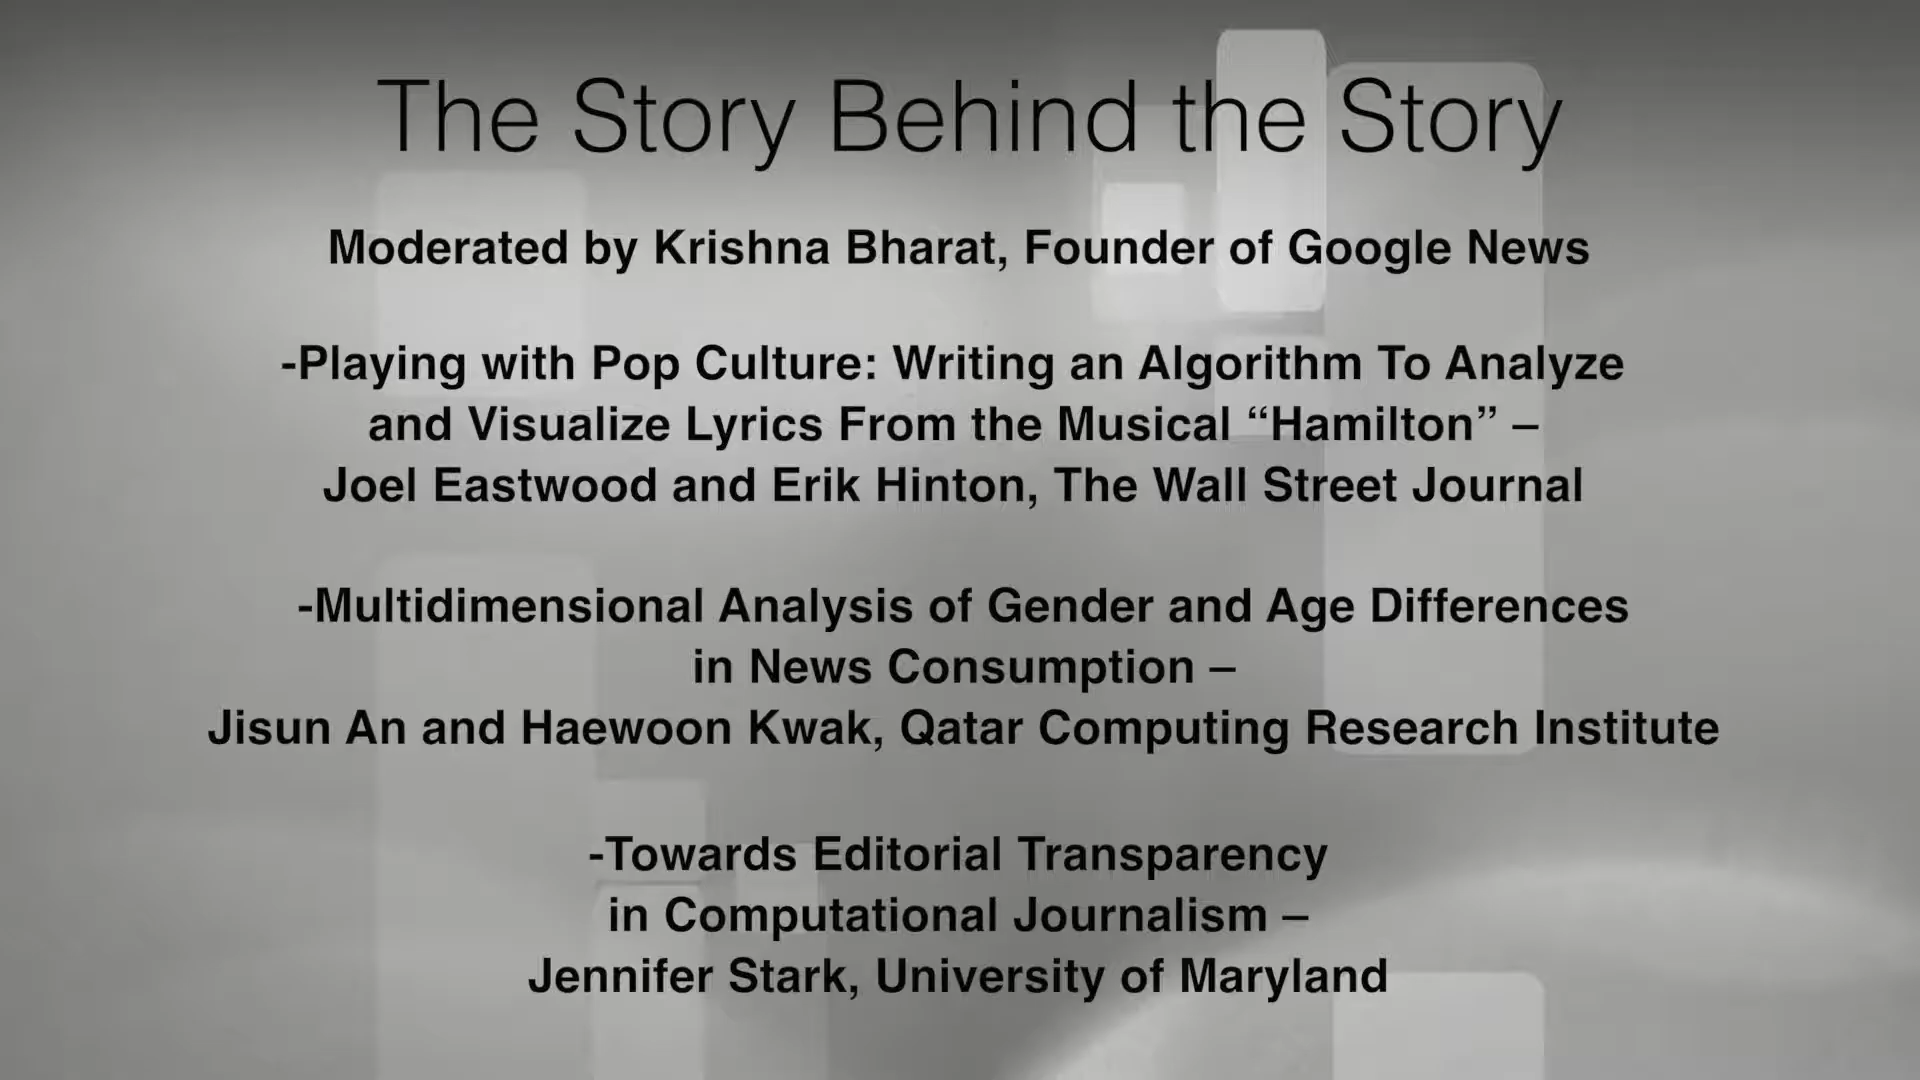 The Story Behind the Story
Moderated by Krishna Bharat, Founder of Google News
-Playing with Pop Culture: Writing an Algorithm To Analyze
and Visualize Lyrics From the Musical “Hamilton” –
Joel Eastwood and Erik Hinton, The Wall Street Journal
-Multidimensional Analysis of Gender and Age Differences
in News Consumption –
Jisun An and Haewoon Kwak, Qatar Computing Research Institute
-Towards Editorial Transparency
in Computational Journalism –
Jennifer Stark, University of Maryland